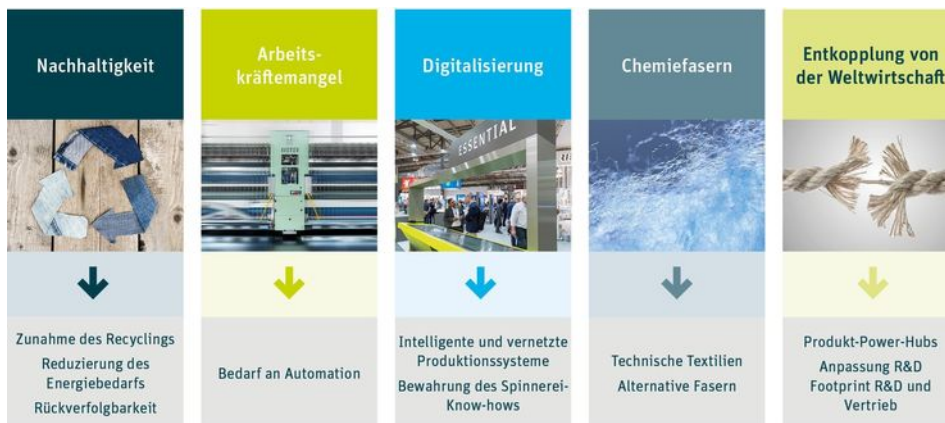 Nachhaltigkeit
Arbeits-
kräftemangel
Digitalisierung
Chemiefasern
Entkopplung von
der Weltwirtschaft
ESSENTIAL
Zunahme des Recyclings
Reduzierung des
Energiebedarfs
Rückverfolgbarkeit
Bedarf an Automation
Intelligente und vernetzte
Produktionssysteme
Bewahrung des Spinnerei-
Know-hows
Technische Textilien
Alternative Fasern
Produkt-Power-Hubs
Anpassung R&D
Footprint R&D und
Vertrieb